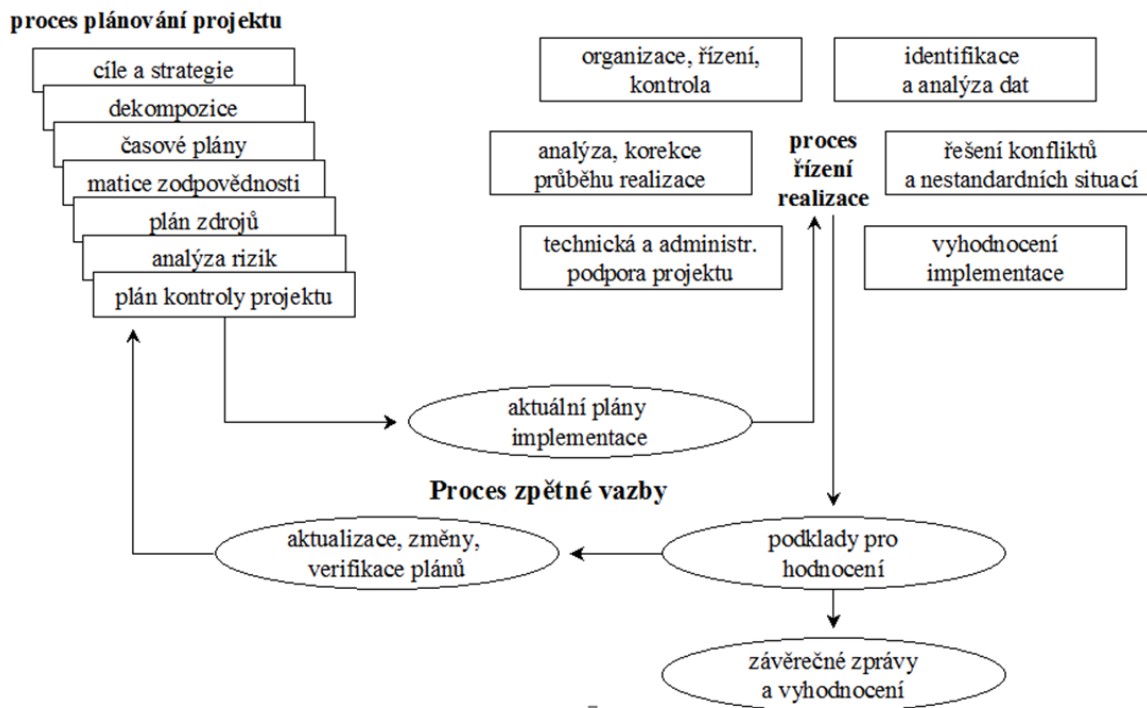 proces plánování projektu
cíle a strategie
dekompozice
časové plány
matice zodpovědnosti
plán zdrojů
analýza rizik
plán kontroly projektu
organizace, řízení,
kontrola
identifikace
a analýza dat
analýza, korekce
průběhu realizace
proces
řízení
realizace
řešení konfliktů
a nestandardních situací
technická a administr.
podpora projektu
vyhodnocení
implementace
aktuální plány
implementace
Proces zpětné vazby
aktualizace, změny,
verifikace plánů
podklady pro
hodnocení
závěrečné zprávy
a vyhodnocení